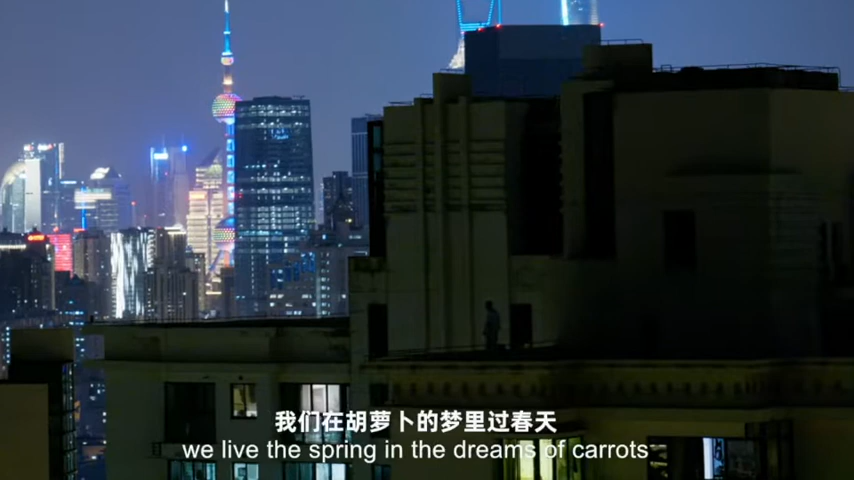 我们在胡萝卜的梦里过春天
we live the spring in the dreams of carrots